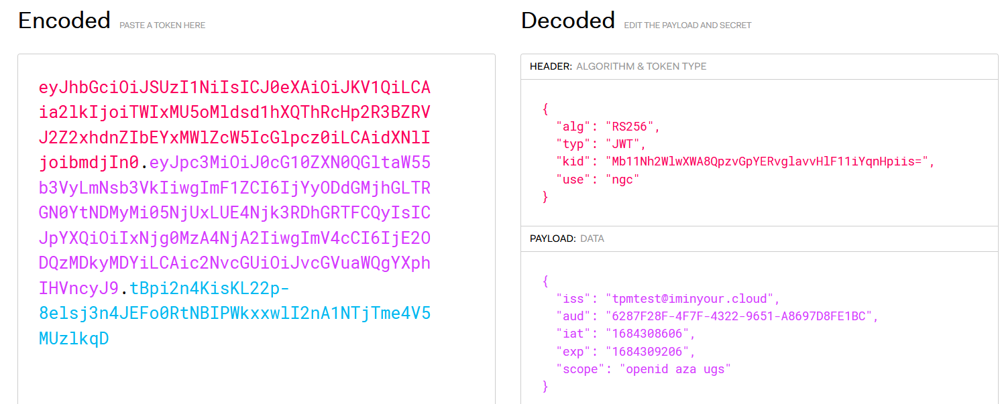 Encoded PASTE A TOKEN HERE
eyJhbGciOiJSUzI1NiIsICJ0eXAiOiJKV1QiLCA
ia2lkIjoiTWIxMU5oMldsd1hXQThRcHp2R3BZRV
J2Z2xhdnZIbEYxMWlZcW5IcGlpcz0iLCAidXNlI
joibmdjIn0.eyJpc3MiOiJ0cG10ZXN0QGltaW55
b3VyLmNsb3VkIiwgImF1ZCI6IjYyODdGMjhGLTR
GN0YtNDMyMi05NjUxLUE4Njk3RDhGRTFCQyIsIC
JpYXQiOiIxNjg0MzA4NjA2IiwgImV4cCI6IjE2O
DQzMDkyMDYiLCAic2NvcGUiOiJvcGVuaWQgYXph
IHVncyJ9.tBpi2n4KisKL22p-
8elsj3n4JEFo0RtNBIPWkxxwlI2nA1NTjTme4V5
MUzlkqD
Decoded EDIT THE PAYLOAD AND SECRET
HEADER: ALGORITHM & TOKEN TYPE
{
"alg": "RS256",
"typ": "JWT",
"kid": "Mb11Nh2WlwXWA8QpzvGpYERvglavvHlF11iYqnHpiis=",
"use": "ngc"
}
PAYLOAD: DATA
{
"iss": "tpmtest@iminyour.cloud",
"aud": "6287F28F-4F7F-4322-9651-A8697D8FE1BC",
"iat": "1684308606",
"exp": "1684309206",
"scope": "openid aza ugs"
}